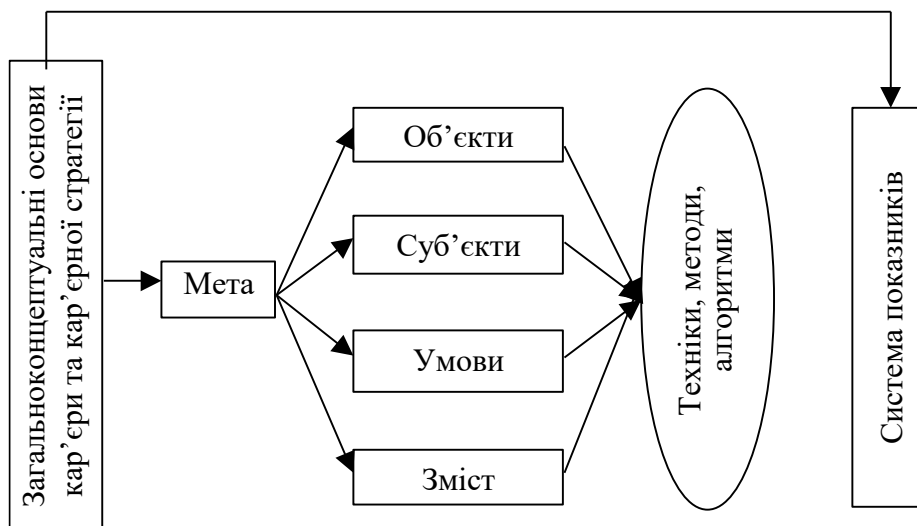 Загальноконцептуальні основи
кар’єри та кар’єрної стратегії
Мета
Об’єкти
Суб’єкти
Умови
Зміст
Техніки, методи,
алгоритми
Система показників